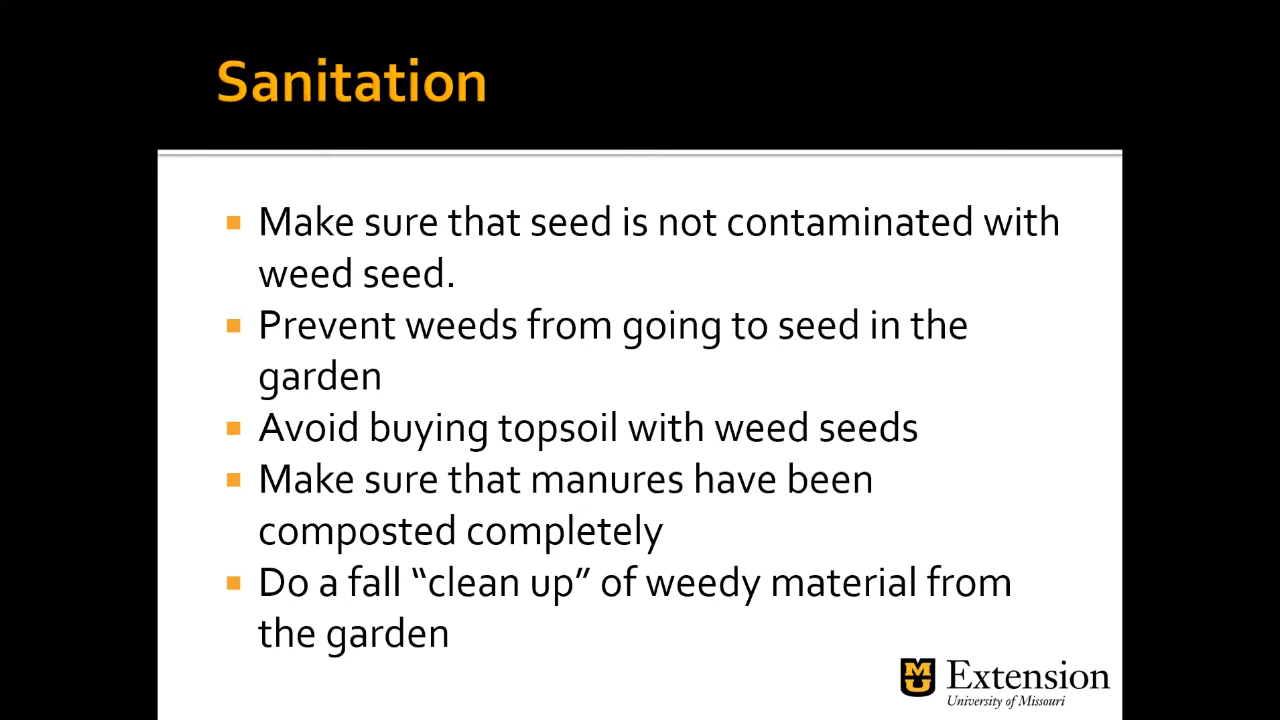 Sanitation
Make sure that seed is not contaminated with
weed seed.
Prevent weeds from going to seed in the
garden
Avoid buying topsoil with weed seeds
Make sure that manures have been
composted completely
Do a fall “clean up” of weedy material from
the garden
MU Extension
University of Missouri